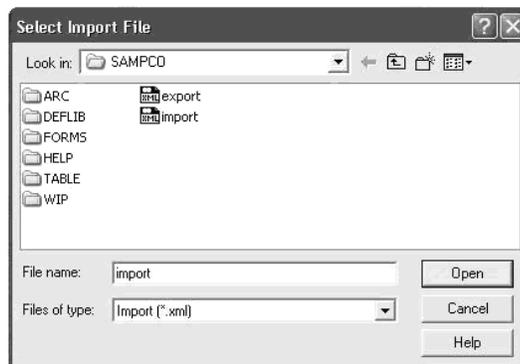 Select Import File
Look in: SAMPCO
ARC
DEFLIB
FORMS
HELP
TABLE
WIP
export
import
File name: import
Open
Files of type: Import (*.xml)
Cancel
Help